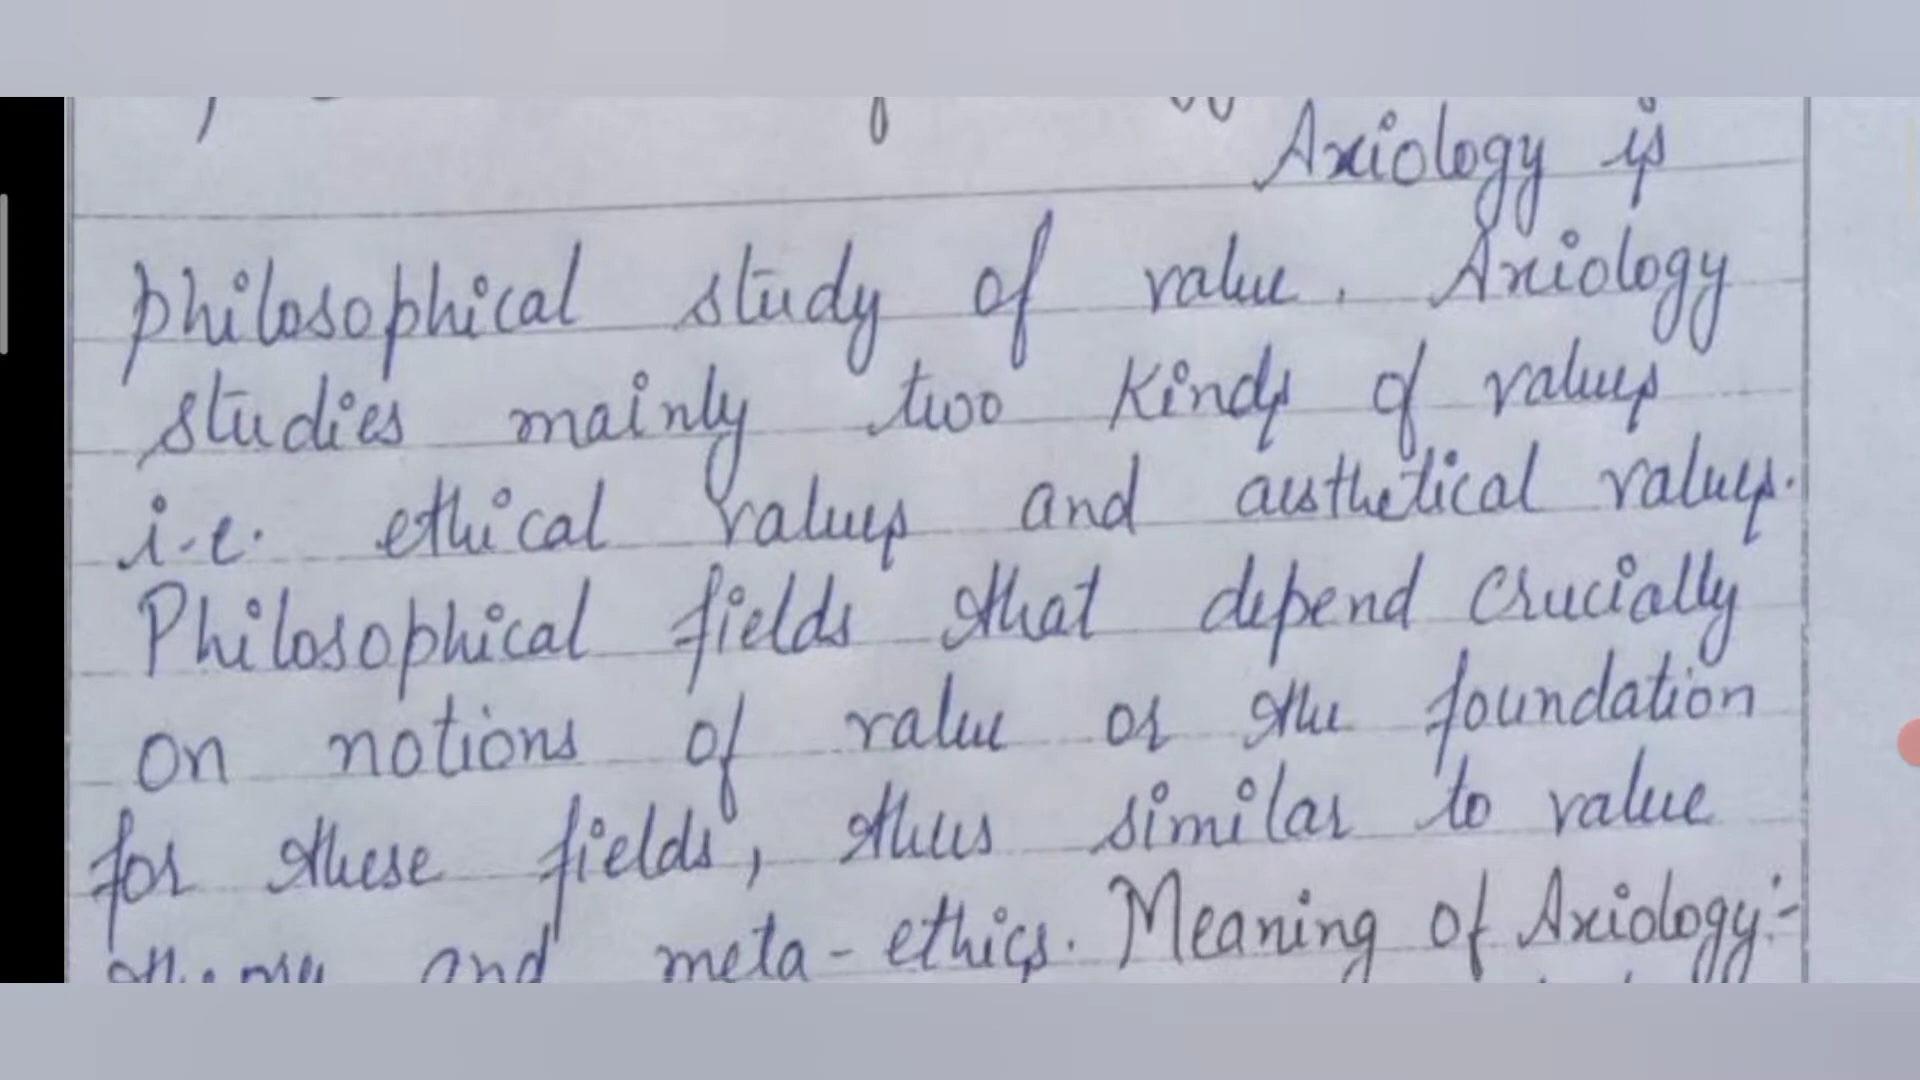 Axiology is
philosophical study of value. Axiology
studies mainly two kinds of values
i.e. ethical values and austhetical values.
Philosophical fields that depend crucially
on notions of value or the foundation
for these fields, thus similar to value
and meta-ethics. Meaning of Axiology:-